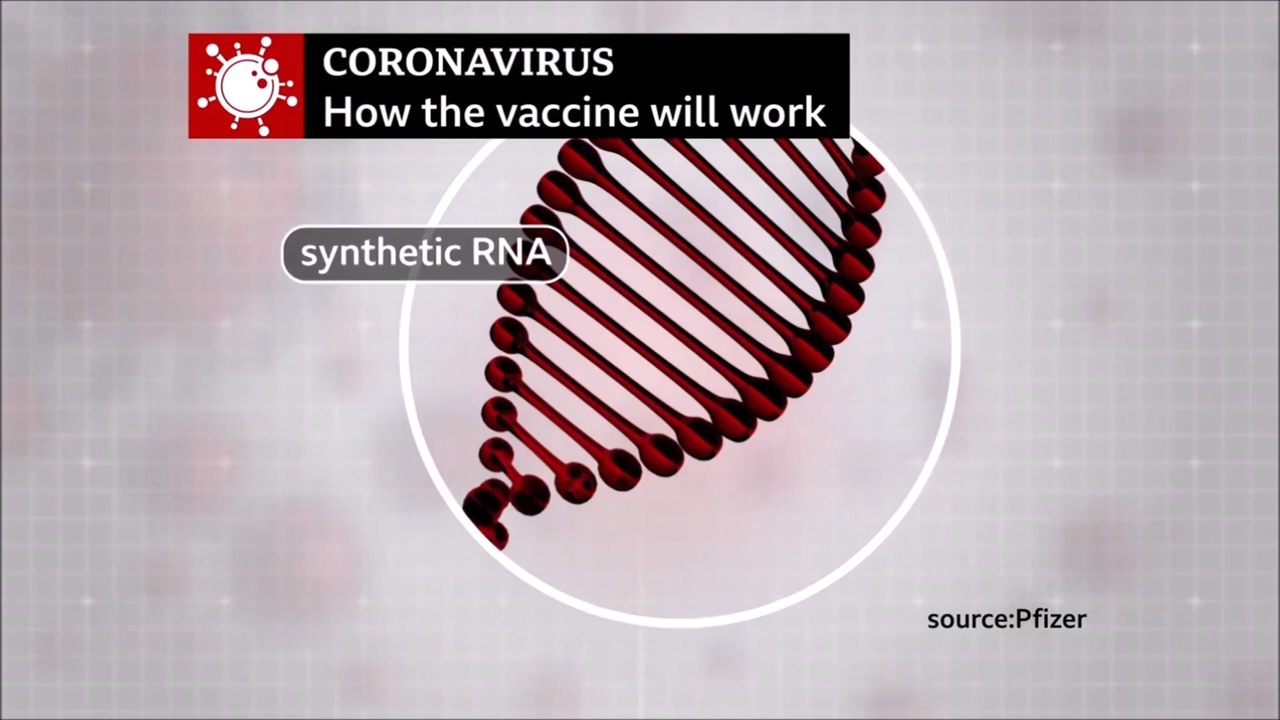 CORONAVIRUS
How the vaccine will work
synthetic RNA
source:Pfizer